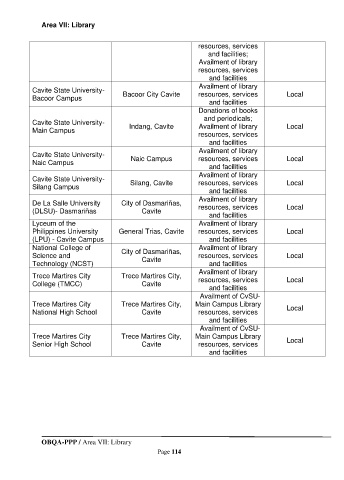 Area VII: Library
resources, services
and facilities;
Availment of library
resources, services
and facilities
Cavite State University-
Bacoor Campus
Bacoor City Cavite
Availment of library
resources, services
and facilities
Local
Cavite State University-
Main Campus
Indang, Cavite
Donations of books
and periodicals;
Availment of library
resources, services
and facilities
Local
Cavite State University-
Naic Campus
Naic Campus
Availment of library
resources, services
and facilities
Local
Cavite State University-
Silang Campus
Silang, Cavite
Availment of library
resources, services
and facilities
Local
De La Salle University
(DLSU)- Dasmariñas
City of Dasmariñas,
Cavite
Availment of library
resources, services
and facilities
Local
Lyceum of the
Philippines University
(LPU) - Cavite Campus
General Trias, Cavite
Availment of library
resources, services
and facilities
Local
National College of
Science and
Technology (NCST)
City of Dasmariñas,
Cavite
Availment of library
resources, services
and facilities
Local
Trece Martires City
College (TMCC)
Trece Martires City,
Cavite
Availment of library
resources, services
and facilities
Local
Trece Martires City
National High School
Trece Martires City,
Cavite
Availment of CvSU-
Main Campus Library
resources, services
and facilities
Local
Trece Martires City
Senior High School
Trece Martires City,
Cavite
Availment of CvSU-
Main Campus Library
resources, services
and facilities
Local
OBQA-PPP / Area VII: Library
Page 114